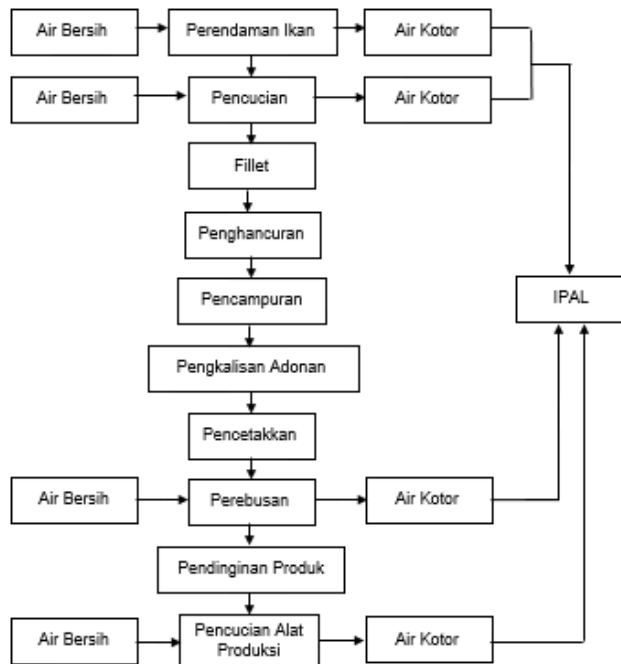 Air Bersih
Perendaman Ikan
Air Kotor
Air Bersih
Pencucian
Air Kotor
Fillet
Penghancuran
Pencampuran
IPAL
Pengkalisan Adonan
Pencetakkan
Air Bersih
Perebusan
Air Kotor
Pendinginan Produk
Air Bersih
Pencucian Alat
Produksi
Air Kotor